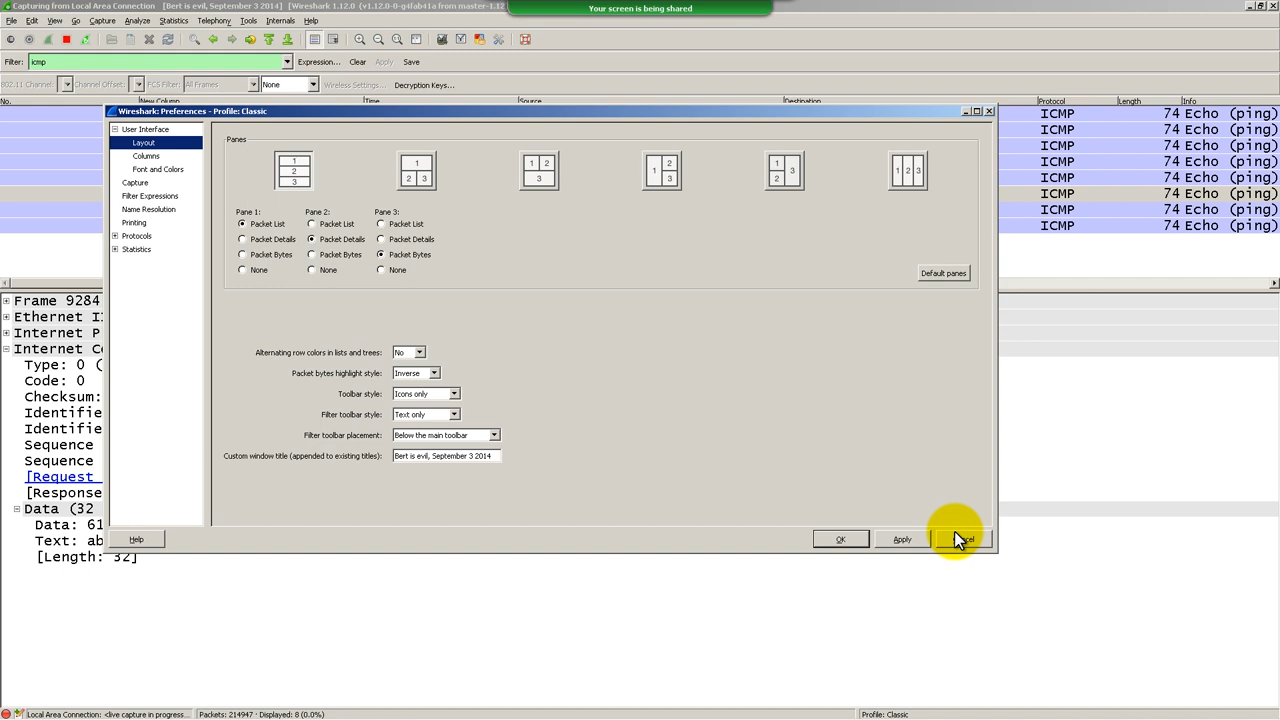 Capturing from Local Area Connection [Bert is evil, September 3 2014] [Wireshark 1.12.0 (v1.12.0-0-g4fab41a from master-1.12
Your screen is being shared
File Edit View Go Capture Analyze Statistics Telephony Tools Internals Help
Filter: icmp Expression... Clear Apply Save
802.11 Channel: Channel Offset: FCS Filter: All Frames None Wireless Settings... Decryption Keys...
No. New Column Time Source Destination Protocol Length Info
Wireshark: Preferences - Profile: Classic
ICMP 74 Echo (ping)
ICMP 74 Echo (ping)
ICMP 74 Echo (ping)
ICMP 74 Echo (ping)
ICMP 74 Echo (ping)
ICMP 74 Echo (ping)
ICMP 74 Echo (ping)
ICMP 74 Echo (ping)
User Interface
Layout
Columns
Font and Colors
Capture
Filter Expressions
Name Resolution
Printing
Protocols
Statistics
Panes
1 2 3
1 2 3
1 2 3
1 2 3
1 2 3
1 2 3
Pane 1: Pane 2: Pane 3:
Packet List Packet List Packet List
Packet Details Packet Details Packet Details
Packet Bytes Packet Bytes Packet Bytes
None None None
Default panes
Alternating row colors in lists and trees: No
Packet bytes highlight style: Inverse
Toolbar style: Icons only
Filter toolbar style: Text only
Filter toolbar placement: Below the main toolbar
Custom window title (appended to existing titles): Bert is evil, September 3 2014
Help OK Apply
Frame 9284
Ethernet I
Internet P
Internet Co
Type: 0 (
Code: 0
Checksum:
Identifie
Identifie
Sequence
Sequence
[Request
[Response
Data (32
Data: 61
Text: ab
[Length: 32]
Local Area Connection: <live capture in progress... Packets: 214947 · Displayed: 8 (0.0%) Profile: Classic